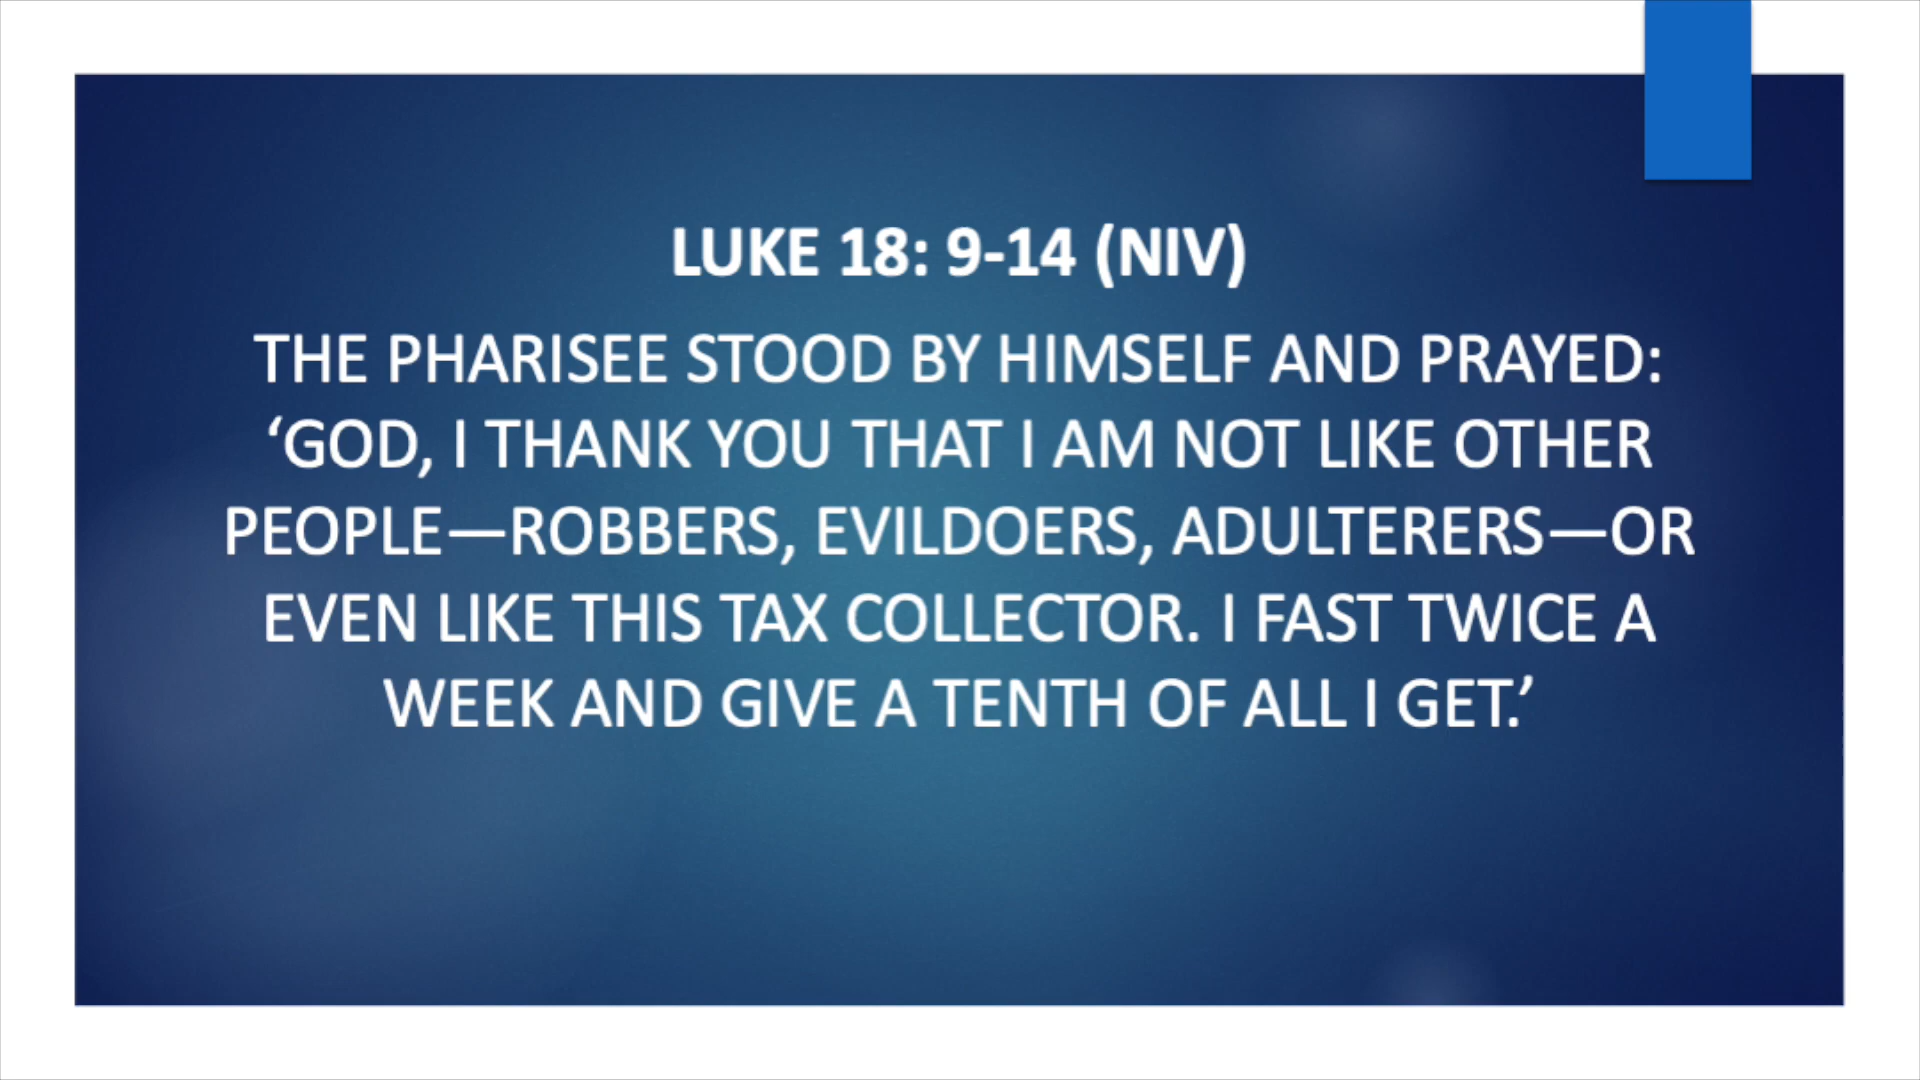 LUKE 18: 9-14 (NIV)
THE PHARISEE STOOD BY HIMSELF AND PRAYED:
‘GOD, I THANK YOU THAT I AM NOT LIKE OTHER
PEOPLE—ROBBERS, EVILDOERS, ADULTERERS—OR
EVEN LIKE THIS TAX COLLECTOR. I FAST TWICE A
WEEK AND GIVE A TENTH OF ALL I GET.’